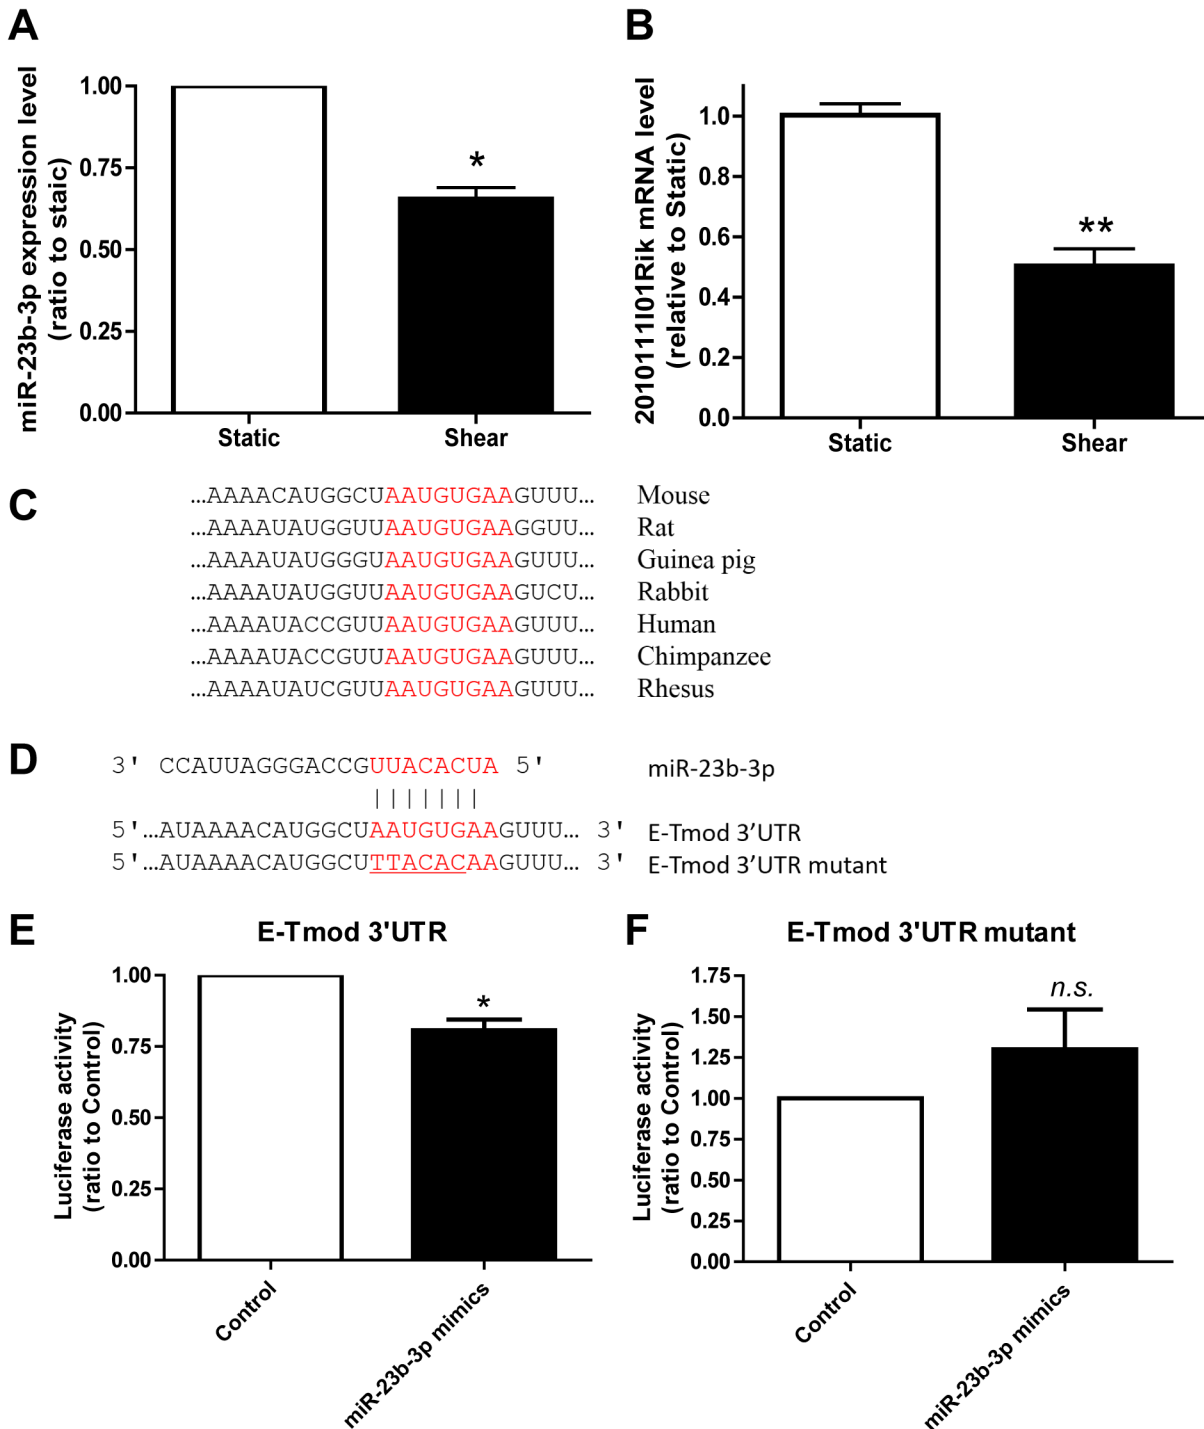 A
miR-23b-3p expression level
(ratio to staic)
1.00
0.75
0.50
0.25
0.00
*
Static
Shear
B
2010111I01Rik mRNA level
(relative to Static)
1.0
0.8
0.6
0.4
0.2
0.0
**
Static
Shear
C
...AAAACAUGGCUAAUGUGAAGUUU... Mouse
...AAAAUAUGGUUAAUGUGAAGGUU... Rat
...AAAAUAUGGGUAAUGUGAAGUUU... Guinea pig
...AAAAUAUGGUUAAUGUGAAGUCU... Rabbit
...AAAAUACCGUUAAUGUGAAGUUU... Human
...AAAAUACCGUUAAUGUGAAGUUU... Chimpanzee
...AAAAUAUCGUUAAUGUGAAGUUU... Rhesus
D
3' CCAUUAGGGACCGUUACACUA 5' miR-23b-3p
| | | | | | |
5'...AUAAAACAUGGCUAAUGUGAAGUUU... 3' E-Tmod 3'UTR
5'...AUAAAACAUGGCUTTACACAAGUUU... 3' E-Tmod 3'UTR mutant
E
E-Tmod 3'UTR
Luciferase activity
(ratio to Control)
1.00
0.75
0.50
0.25
0.00
*
Control
miR-23b-3p mimics
F
E-Tmod 3'UTR mutant
Luciferase activity
(ratio to Control)
1.75
1.50
1.25
1.00
0.75
0.50
0.25
0.00
n.s.
Control
miR-23b-3p mimics